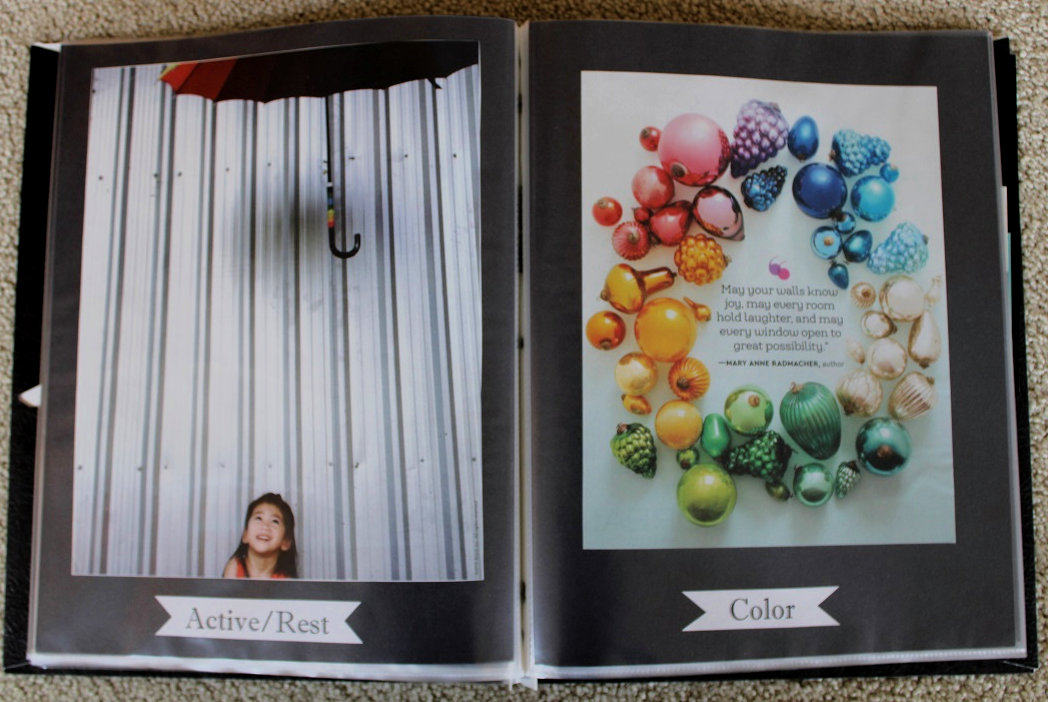 Active/Rest
May your walls know
joy, may every room
hold laughter, and may
every window open to
great possibility."
—MARY ANNE RADMACHER, author
Color